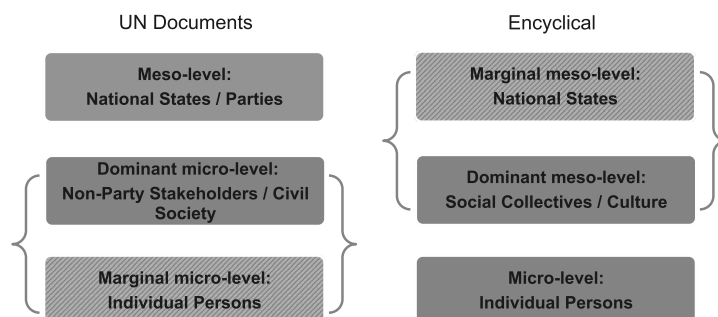 UN Documents
Meso-level:
National States / Parties
Dominant micro-level:
Non-Party Stakeholders / Civil
Society
Marginal micro-level:
Individual Persons
Encyclical
Marginal meso-level:
National States
Dominant meso-level:
Social Collectives / Culture
Micro-level:
Individual Persons